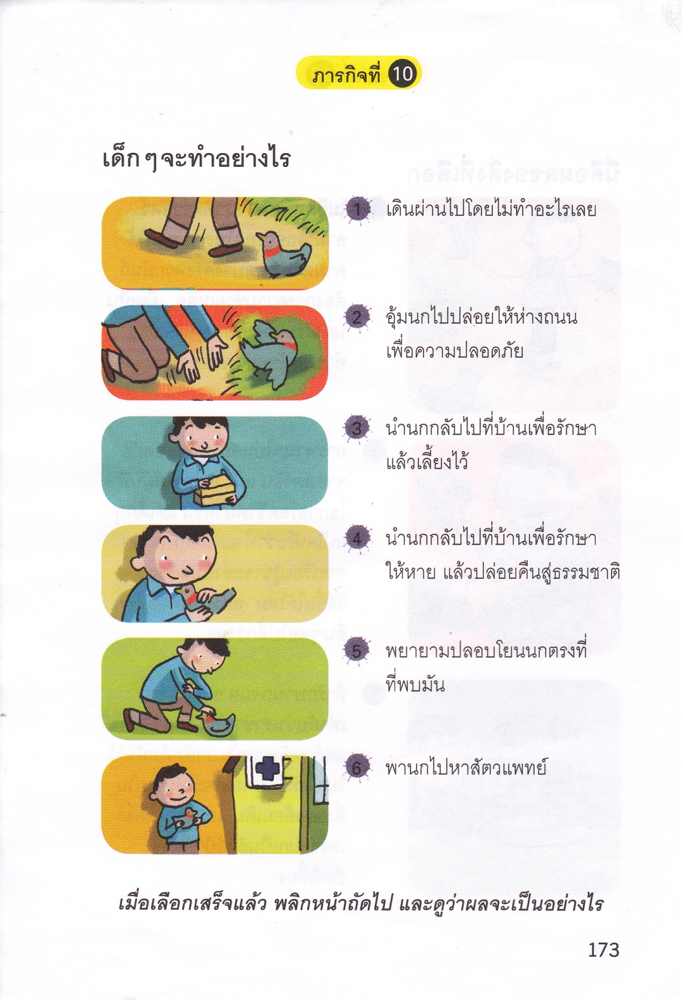 ภารกิจที่ 10
เด็ก ๆ จะทำอย่างไร
1 เดินผ่านไปโดยไม่ทำอะไรเลย
2 อุ้มนกไปปล่อยให้ห่างถนน
เพื่อความปลอดภัย
3 นำนกกลับไปที่บ้านเพื่อรักษา
แล้วเลี้ยงไว้
4 นำนกกลับไปที่บ้านเพื่อรักษา
ให้หาย แล้วปล่อยคืนสู่ธรรมชาติ
5 พยายามปลอบโยนนกตรงที่
ที่พบมัน
6 พานกไปหาสัตวแพทย์
เมื่อเลือกเสร็จแล้ว พลิกหน้าถัดไป และดูว่าผลจะเป็นอย่างไร
173